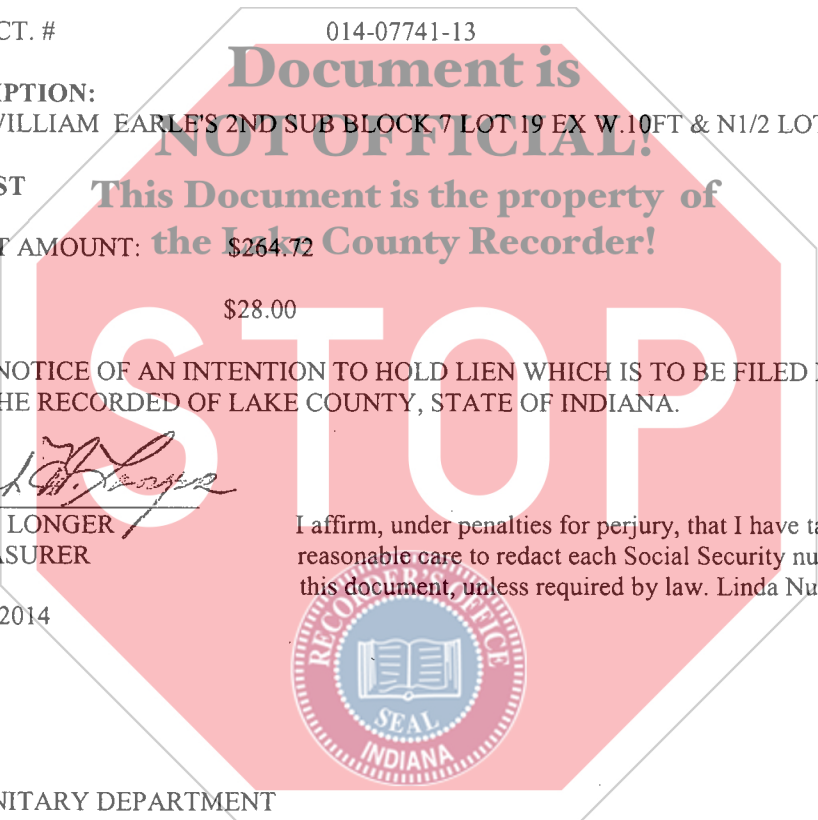 CT. # 014-07741-13
Document is
IPTION:
WILLIAM EARLE'S 2ND SUB BLOCK 7 LOT 19 EX W.10FT & N1/2 LOT
NOT OFFICIAL!
ST
This Document is the property of
T AMOUNT: $264.72
the Lake County Recorder!
$28.00
STOP
NOTICE OF AN INTENTION TO HOLD LIEN WHICH IS TO BE FILED
HE RECORDED OF LAKE COUNTY, STATE OF INDIANA.
LONGER I affirm, under penalties for perjury, that I have ta
ASURER reasonable care to redact each Social Security nu
this document, unless required by law. Linda Nu
2014
RECORDER'S OFFICE
SEAL
INDIANA
NITARY DEPARTMENT